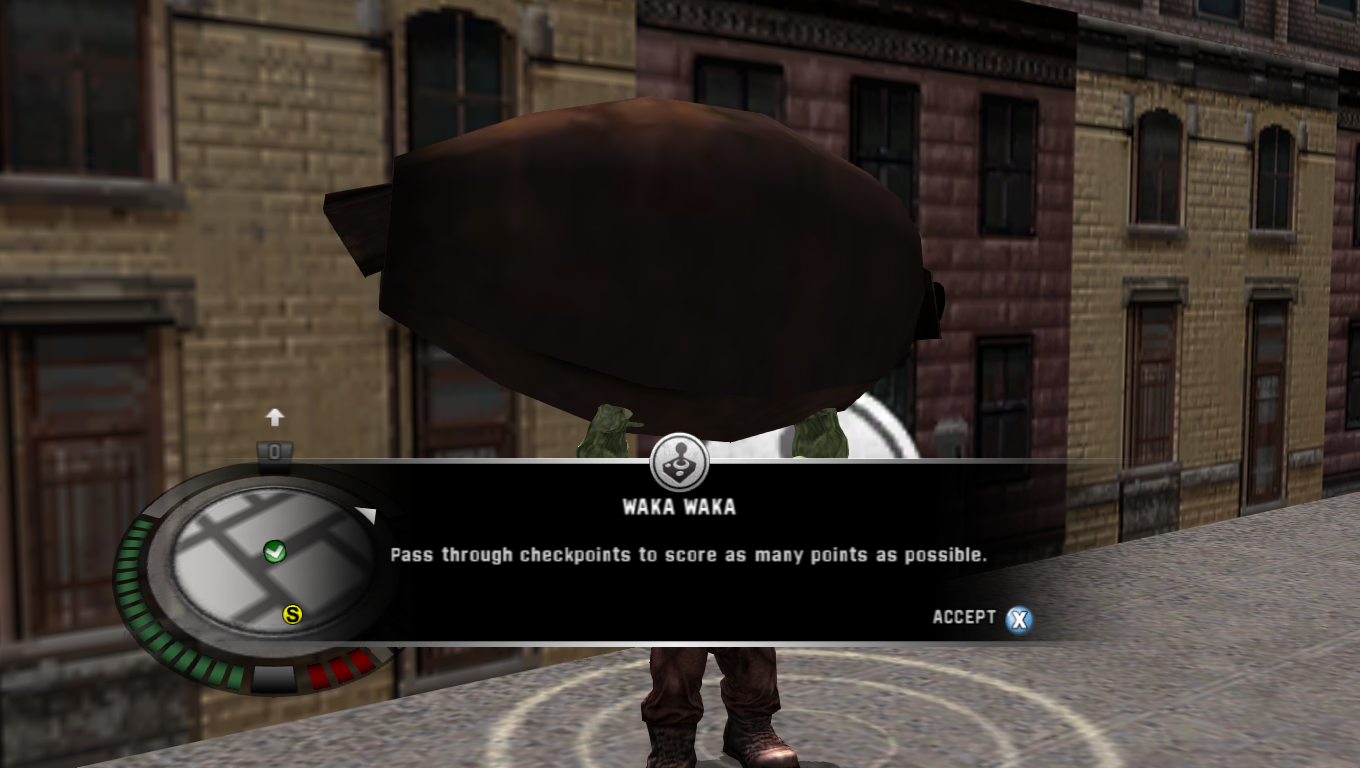 0
WAKA WAKA
Pass through checkpoints to score as many points as possible.
S
ACCEPT X